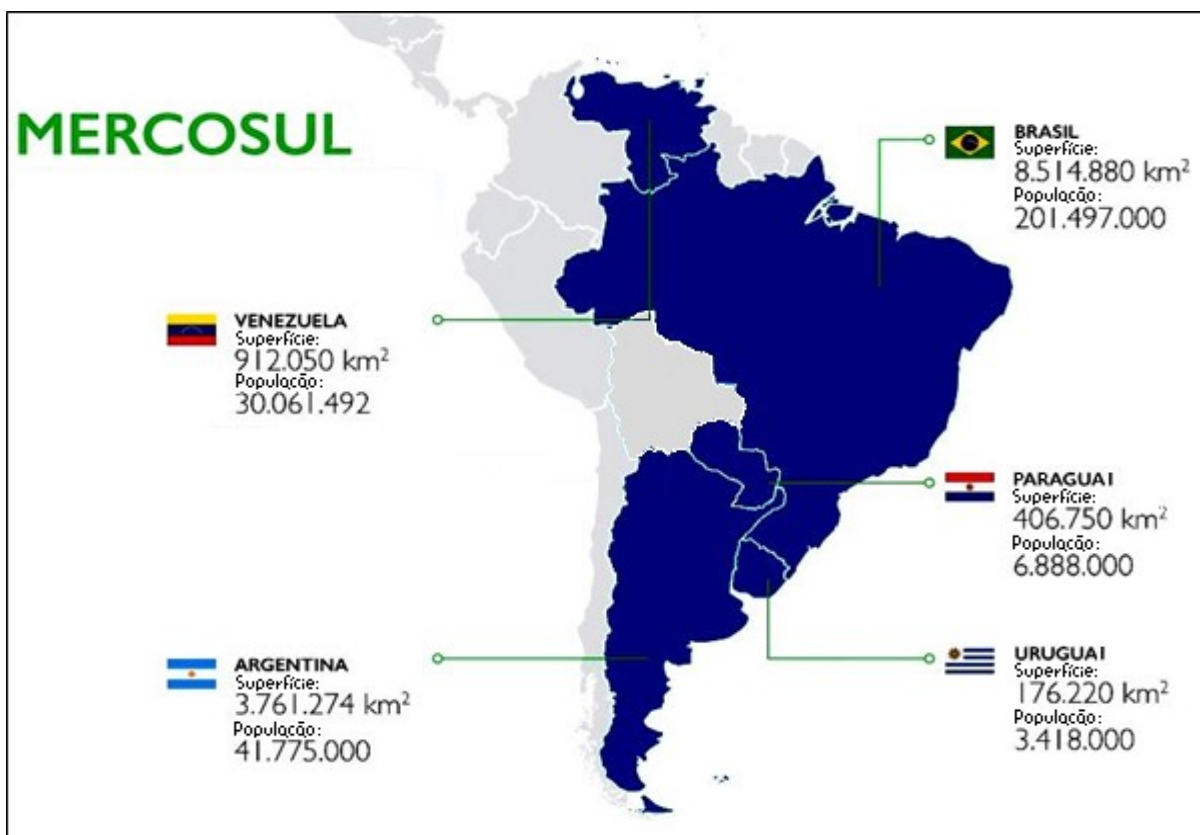 MERCOSUL
BRASIL
Superfície:
8.514.880 km²
População:
201.497.000
VENEZUELA
Superfície:
912.050 km²
População:
30.061.492
PARAGUAI
Superfície:
406.750 km²
População:
6.888.000
ARGENTINA
Superfície:
3.761.274 km²
População:
41.775.000
URUGUAI
Superfície:
176.220 km²
População:
3.418.000